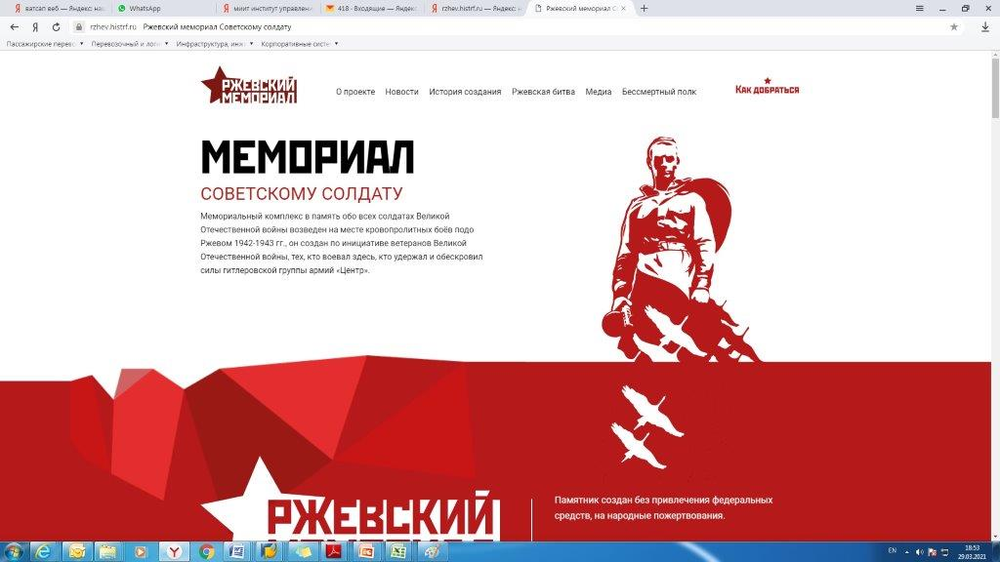 ватсап веб — Яндекс: наш
WhatsApp
миит институт управлени
418 - Входящие — Яндекс
rzhev.histrf.ru — Яндекс: н
Ржевский мемориал С
rzhev.histrf.ru Ржевский мемориал Советскому солдату
Пассажирские перево
Перевозочный и логи
Инфраструктура, инж
Корпоративные систе
РЖЕВСКИЙ
МЕМОРИАЛ
О проекте Новости История создания Ржевская битва Медиа Бессмертный полк
Как добраться
МЕМОРИАЛ
СОВЕТСКОМУ СОЛДАТУ
Мемориальный комплекс в память обо всех солдатах Великой
Отечественной войны возведен на месте кровопролитных боёв подо
Ржевом 1942-1943 гг., он создан по инициативе ветеранов Великой
Отечественной войны, тех, кто воевал здесь, кто удержал и обескровил
силы гитлеровской группы армий «Центр».
РЖЕВСКИЙ
МЕМОРИАЛ
Памятник создан без привлечения федеральных
средств, на народные пожертвования.
EN
18:53
29.03.2021